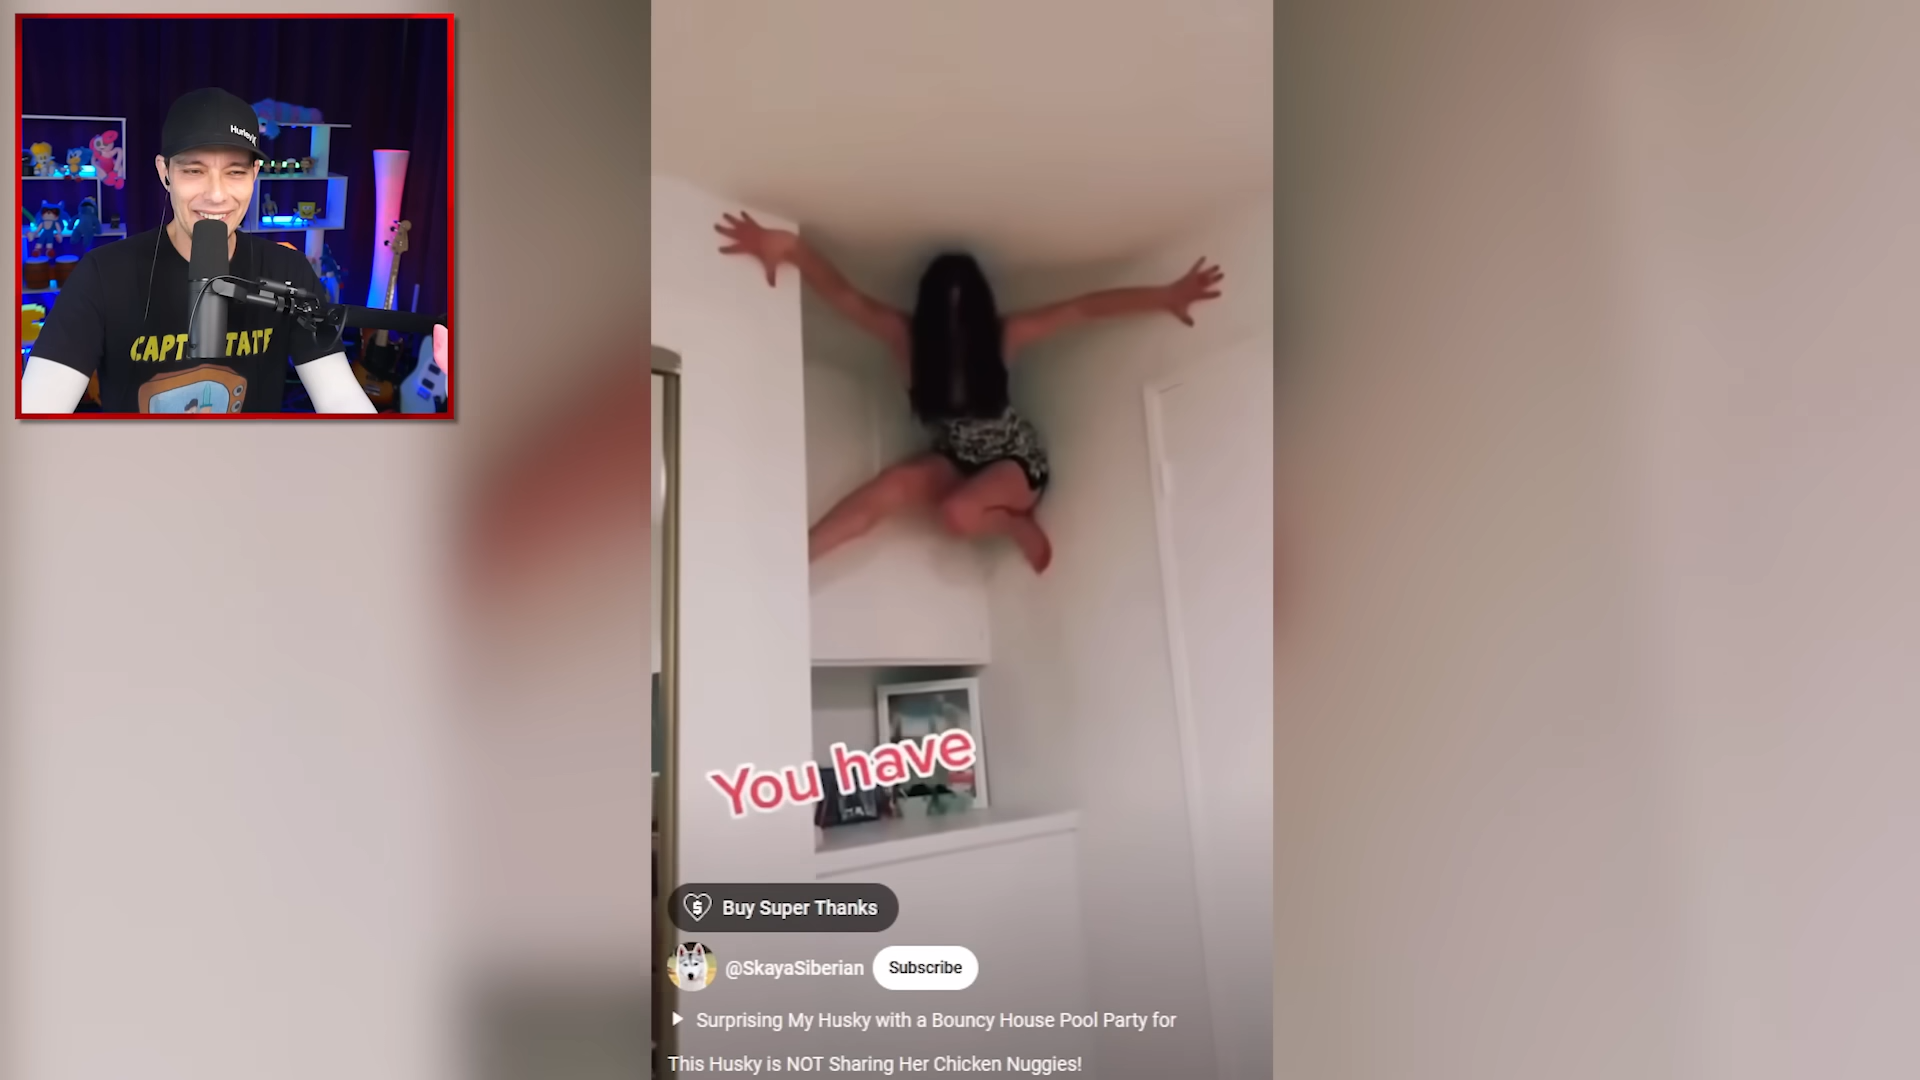 Hurley
CAPT TATE
You have
Buy Super Thanks
@SkayaSiberian
Subscribe
Surprising My Husky with a Bouncy House Pool Party for
This Husky is NOT Sharing Her Chicken Nuggies!